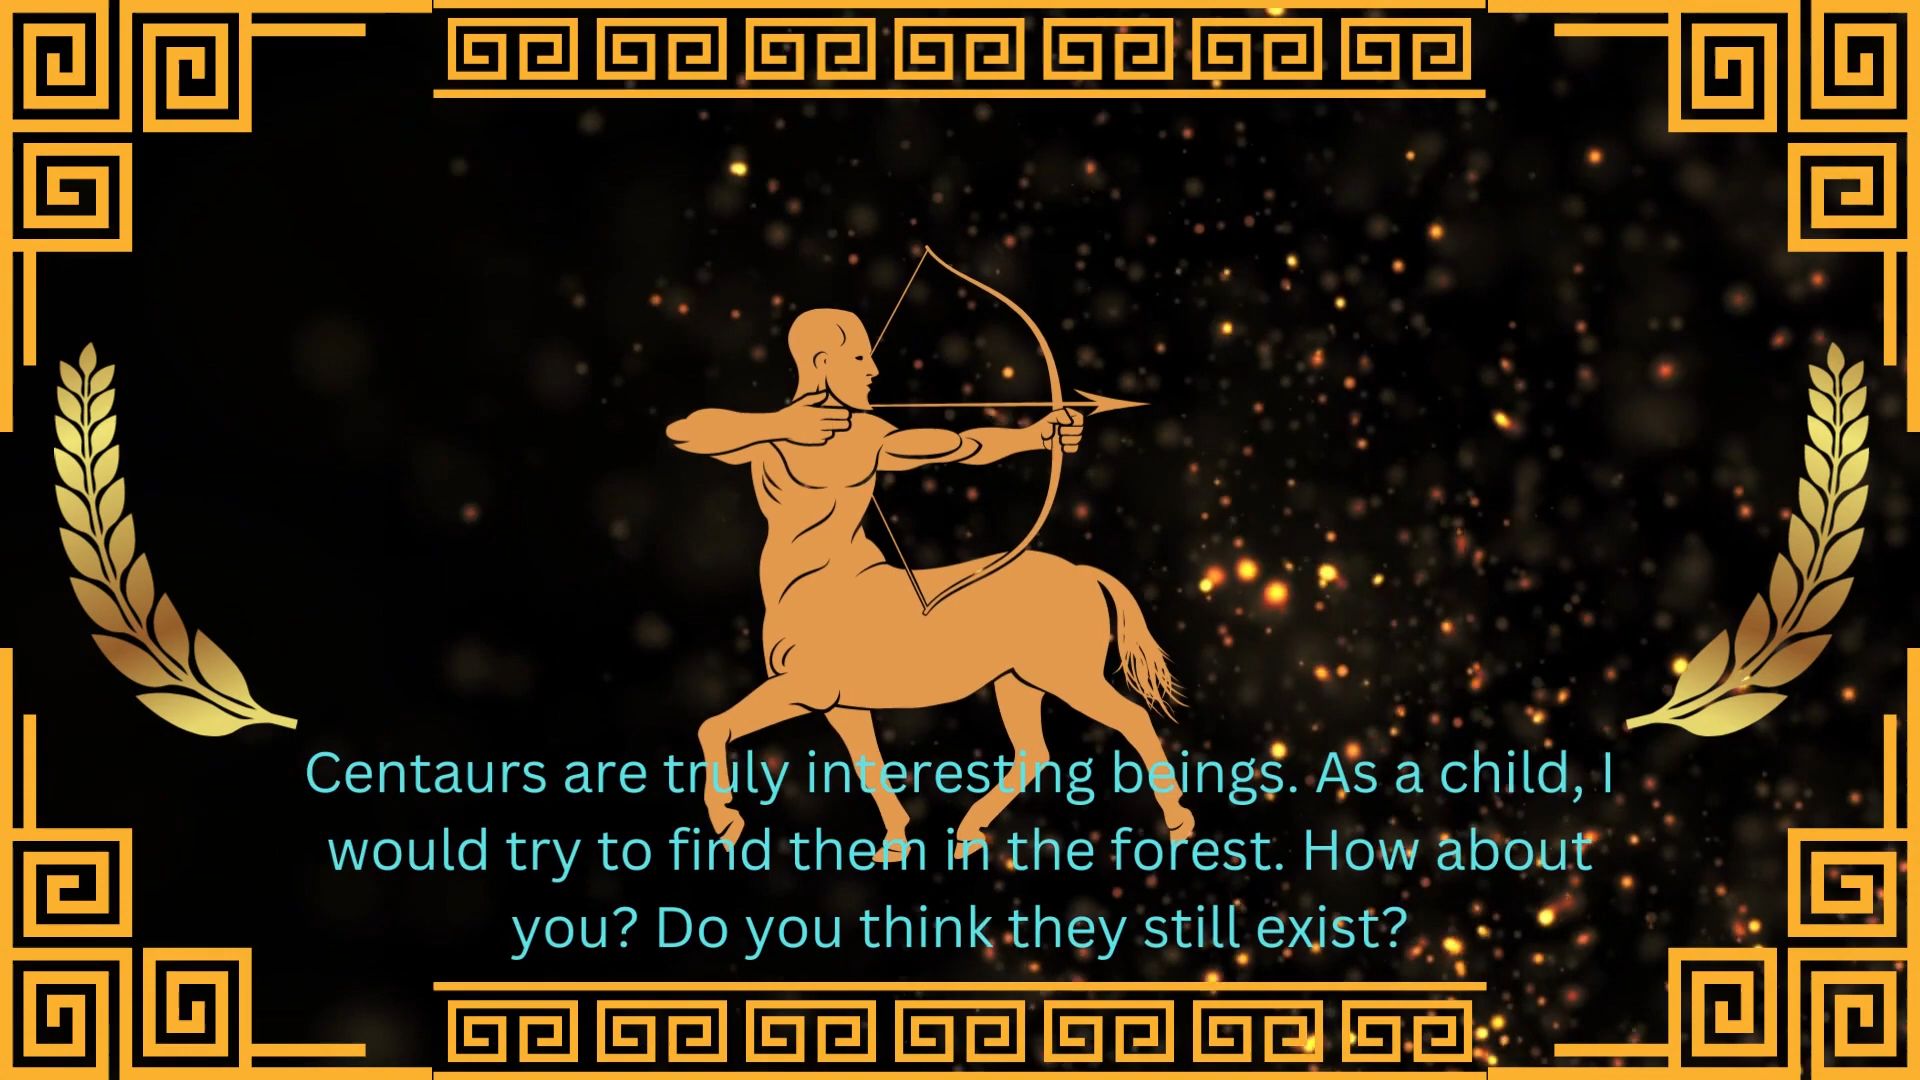 Centaurs are truly interesting beings. As a child, I
would try to find them in the forest. How about
you? Do you think they still exist?